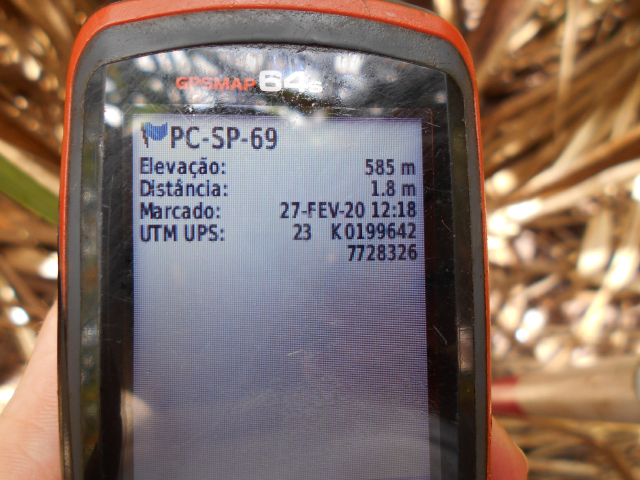 GPSMAP 64s
PC-SP-69
Elevação: 585 m
Distância: 1.8 m
Marcado: 27-FEV-20 12:18
UTM UPS: 23 K 0199642
7728326